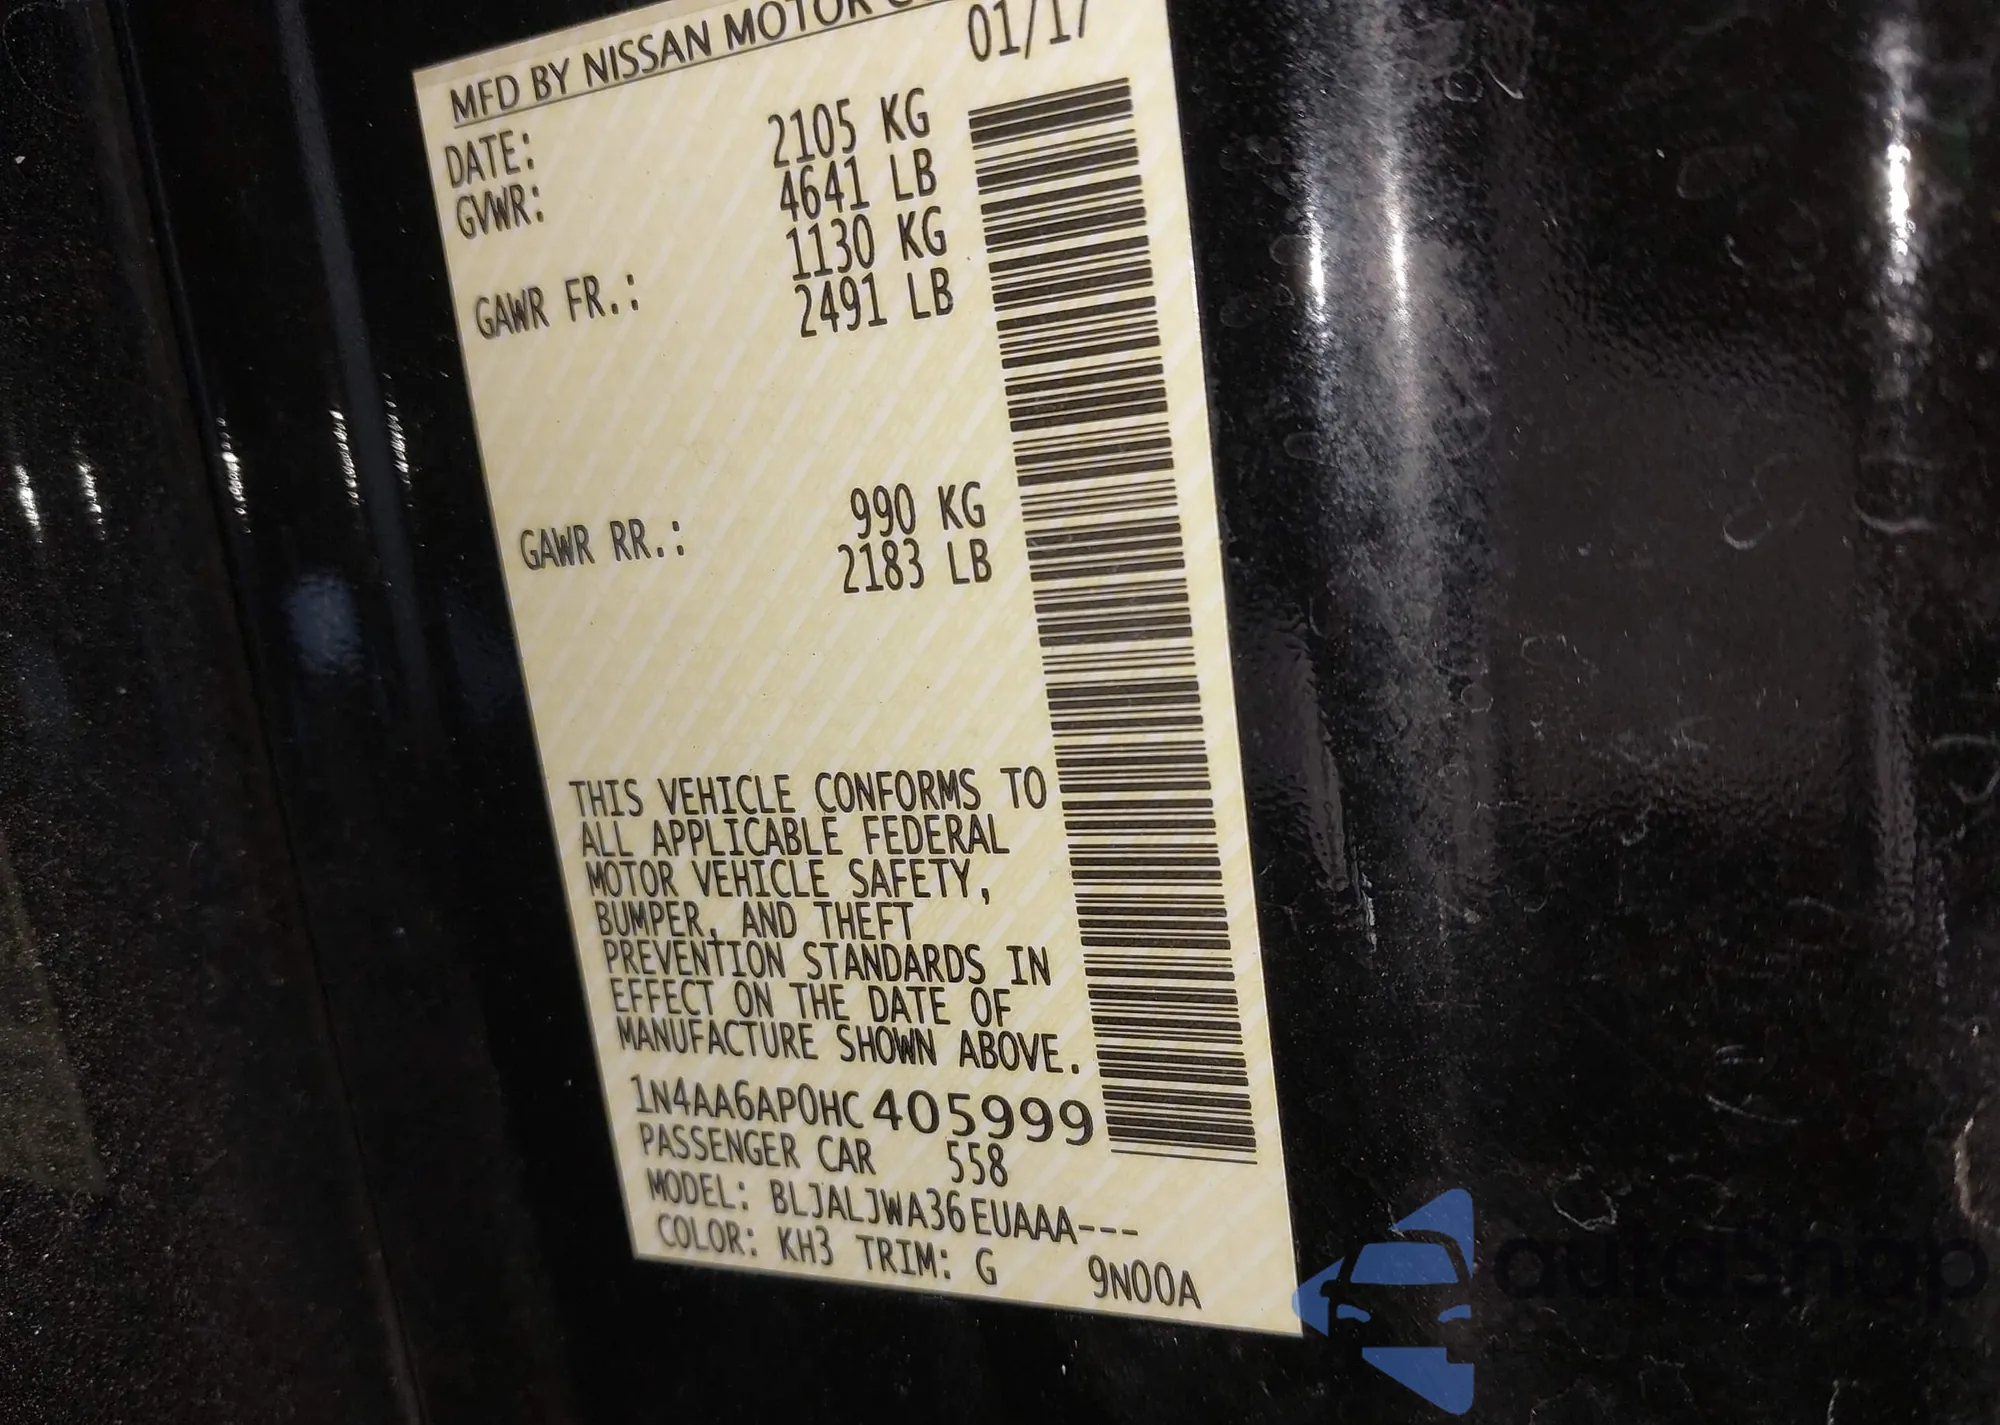 MFD BY NISSAN MOTOR
DATE: 01/17
GVWR: 2105 KG
4641 LB
GAWR FR.: 1130 KG
2491 LB
GAWR RR.: 990 KG
2183 LB
THIS VEHICLE CONFORMS TO
ALL APPLICABLE FEDERAL
MOTOR VEHICLE SAFETY,
BUMPER, AND THEFT
PREVENTION STANDARDS IN
EFFECT ON THE DATE OF
MANUFACTURE SHOWN ABOVE.
1N4AA6AP0HC405999
PASSENGER CAR 558
MODEL: BLJALJWA36EUAAA---
COLOR: KH3 TRIM: G 9N00A
autosnap